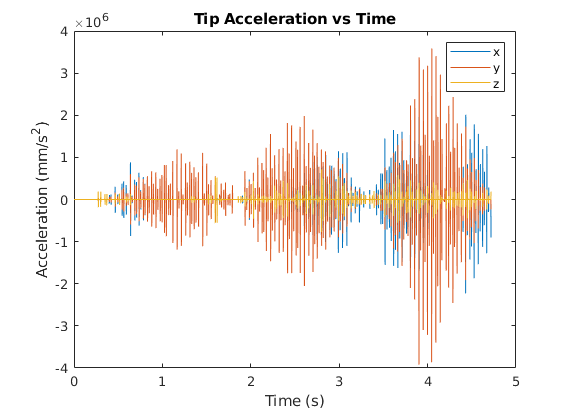 Tip Acceleration vs Time
×10^6
4
3
2
1
0
-1
-2
-3
-4
Acceleration (mm/s^2)
x
y
z
0 1 2 3 4 5
Time (s)